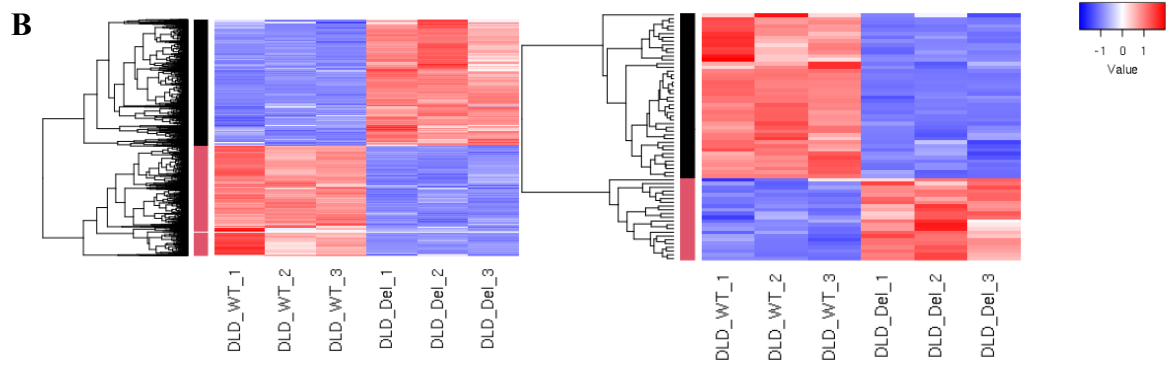 B
-1 0 1
Value
DLD_WT_1
DLD_WT_2
DLD_WT_3
DLD_Del_1
DLD_Del_2
DLD_Del_3
DLD_WT_1
DLD_WT_2
DLD_WT_3
DLD_Del_1
DLD_Del_2
DLD_Del_3